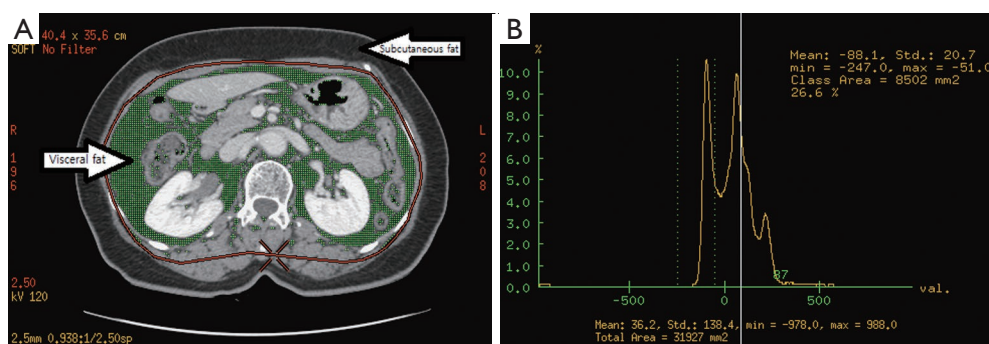 A
40.4 x 35.6 cm
SOFT No Filter
Subcutaneous fat
Visceral fat
R
1
9
6
L
2
0
8
2.50
kV 120
2.5mm 0.938:1/2.50sp
B
%
Mean: -88.1, Std.: 20.7
min = -247.0, max = -51.0
Class Area = 8502 mm2
26.6 %
10.0
9.0
8.0
7.0
6.0
5.0
4.0
3.0
2.0
1.0
0.0
87
val.
-500
0
500
Mean: 36.2, Std.: 138.4, min = -978.0, max = 988.0
Total Area = 31927 mm2